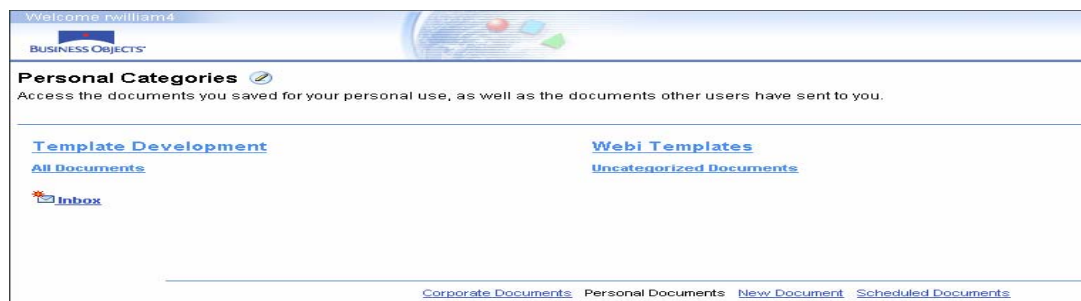 Welcome rwilliam4
BUSINESS OBJECTS
Personal Categories
Access the documents you saved for your personal use, as well as the documents other users have sent to you.
Template Development Webi Templates
All Documents Uncategorized Documents
Inbox
Corporate Documents Personal Documents New Document Scheduled Documents